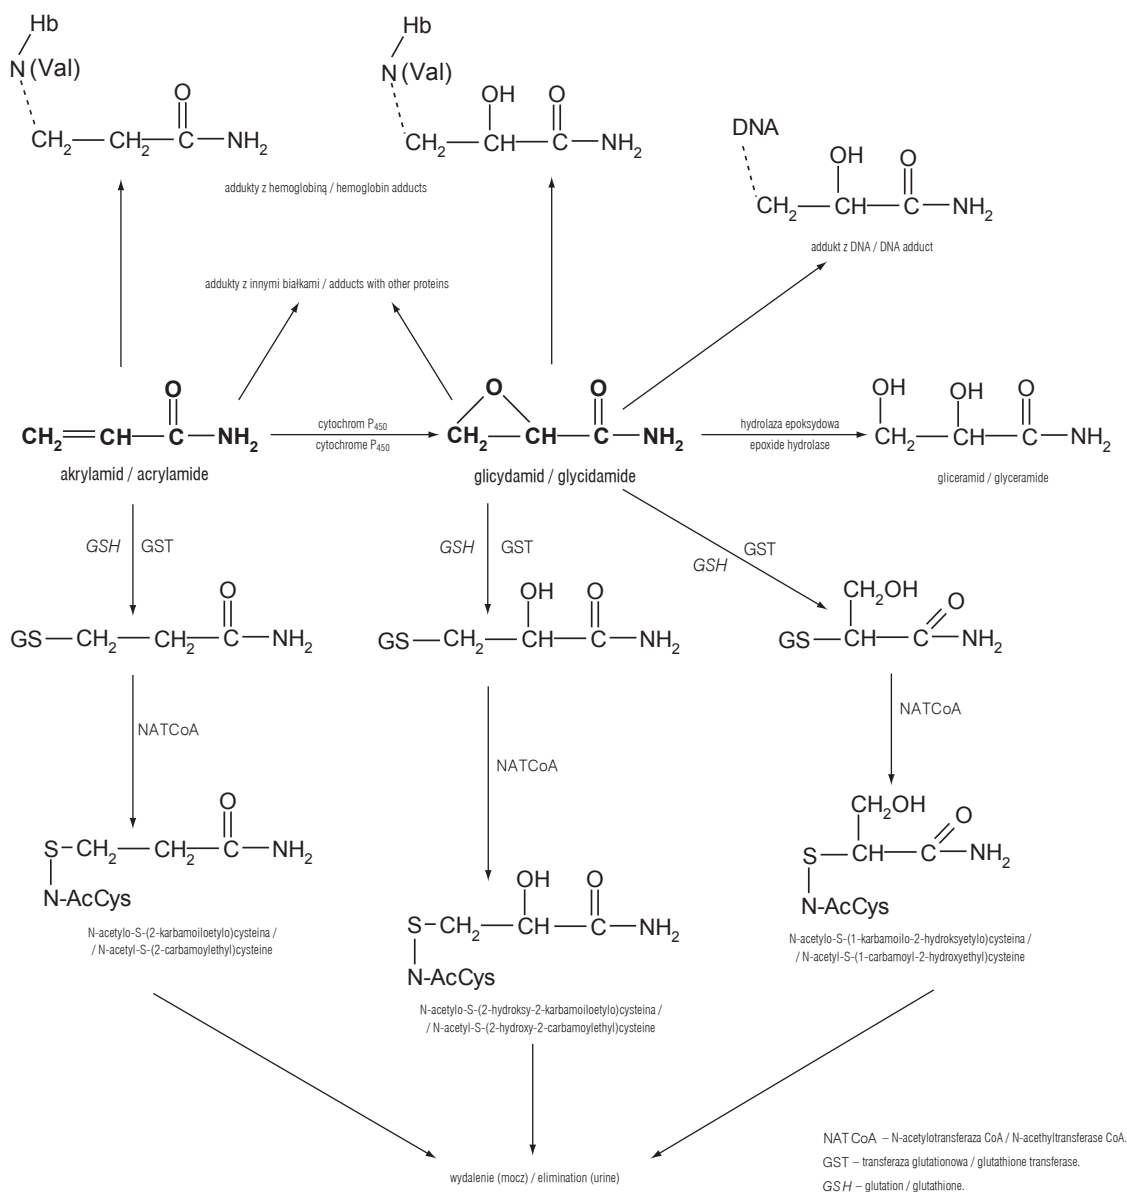 Hb
N(Val)
O
CH2—CH2—C—NH2
Hb
N(Val)
OH O
CH2—CH—C—NH2
DNA
OH O
CH2—CH—C—NH2
addukt z DNA / DNA adduct
addukty z hemoglobiną / hemoglobin adducts
addukty z innymi białkami / adducts with other proteins
O
CH2=CH—C—NH2
akrylamid / acrylamide
cytochrom P450
cytochrome P450
O O
CH2 CH—C—NH2
glicydamid / glycidamide
hydrolaza epoksydowa
epoxide hydrolase
OH OH O
CH2—CH—C—NH2
gliceramid / glyceramide
GSH GST
GSH GST
GSH GST
O
GS—CH2—CH2—C—NH2
OH O
GS—CH2—CH—C—NH2
CH2OH O
GS—CH—C—NH2
NATCoA
NATCoA
NATCoA
O
S–CH2—CH2—C—NH2
N-AcCys
N-acetylo-S-(2-karbamoiloetylo)cysteina /
/ N-acetyl-S-(2-carbamoylethyl)cysteine
OH O
S—CH2—CH—C—NH2
N-AcCys
N-acetylo-S-(2-hydroksy-2-karbamoiloetylo)cysteina /
/ N-acetyl-S-(2-hydroxy-2-carbamoylethyl)cysteine
CH2OH O
S—CH—C—NH2
N-AcCys
N-acetylo-S-(1-karbamoilo-2-hydroksyetylo)cysteina /
/ N-acetyl-S-(1-carbamoyl-2-hydroxyethyl)cysteine
wydalenie (mocz) / elimination (urine)
NATCoA – N-acetylotransferaza CoA / N-acethyltransferase CoA.
GST – transferaza glutationowa / glutathione transferase.
GSH – glutation / glutathione.